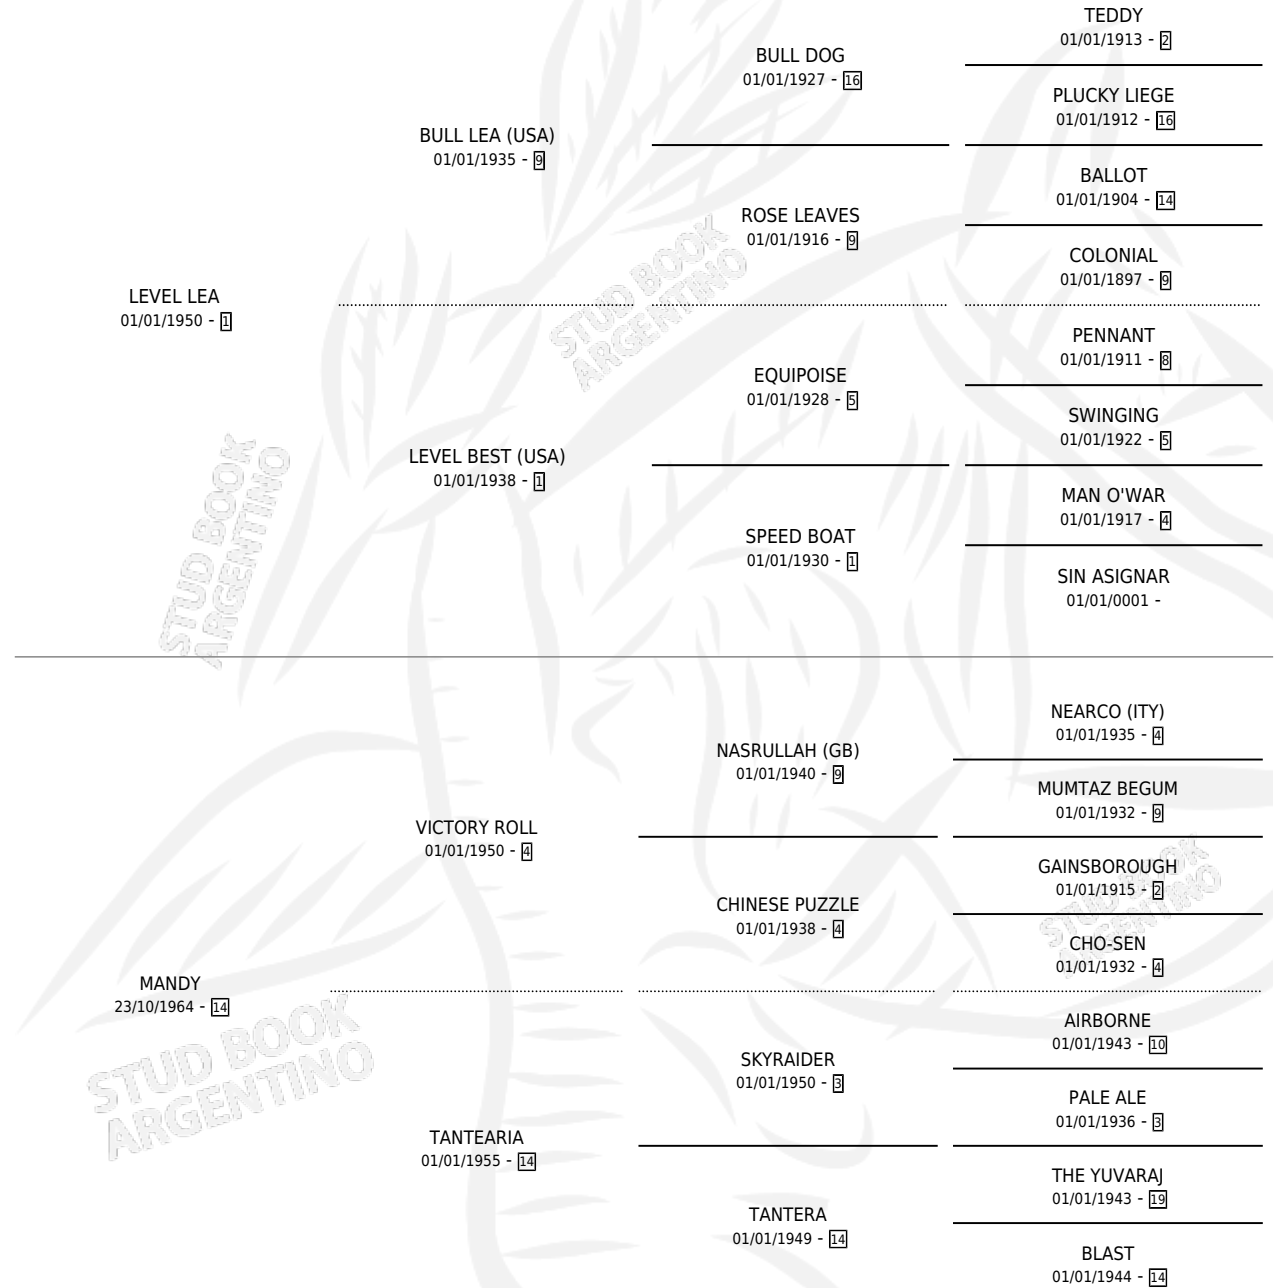 TEDDY
01/01/1913 - 2
BULL DOG
01/01/1927 - 16
PLUCKY LIEGE
01/01/1912 - 16
BULL LEA (USA)
01/01/1935 - 9
BALLOT
01/01/1904 - 14
ROSE LEAVES
01/01/1916 - 9
COLONIAL
01/01/1897 - 9
LEVEL LEA
01/01/1950 - 1
STUD BOOK
ARGENTINO
PENNANT
01/01/1911 - 8
EQUIPOISE
01/01/1928 - 5
SWINGING
01/01/1922 - 5
LEVEL BEST (USA)
01/01/1938 - 1
MAN O'WAR
01/01/1917 - 4
SPEED BOAT
01/01/1930 - 1
SIN ASIGNAR
01/01/0001 -
STUD BOOK
ARGENTINO
NEARCO (ITY)
01/01/1935 - 4
NASRULLAH (GB)
01/01/1940 - 9
MUMTAZ BEGUM
01/01/1932 - 9
VICTORY ROLL
01/01/1950 - 4
GAINSBOROUGH
01/01/1915 - 2
CHINESE PUZZLE
01/01/1938 - 4
CHO-SEN
01/01/1932 - 4
STUD BOOK
ARGENTINO
MANDY
23/10/1964 - 14
AIRBORNE
01/01/1943 - 10
SKYRAIDER
01/01/1950 - 3
PALE ALE
01/01/1936 - 3
STUD BOOK
ARGENTINO
TANTEARIA
01/01/1955 - 14
THE YUVARAJ
01/01/1943 - 19
TANTERA
01/01/1949 - 14
BLAST
01/01/1944 - 14